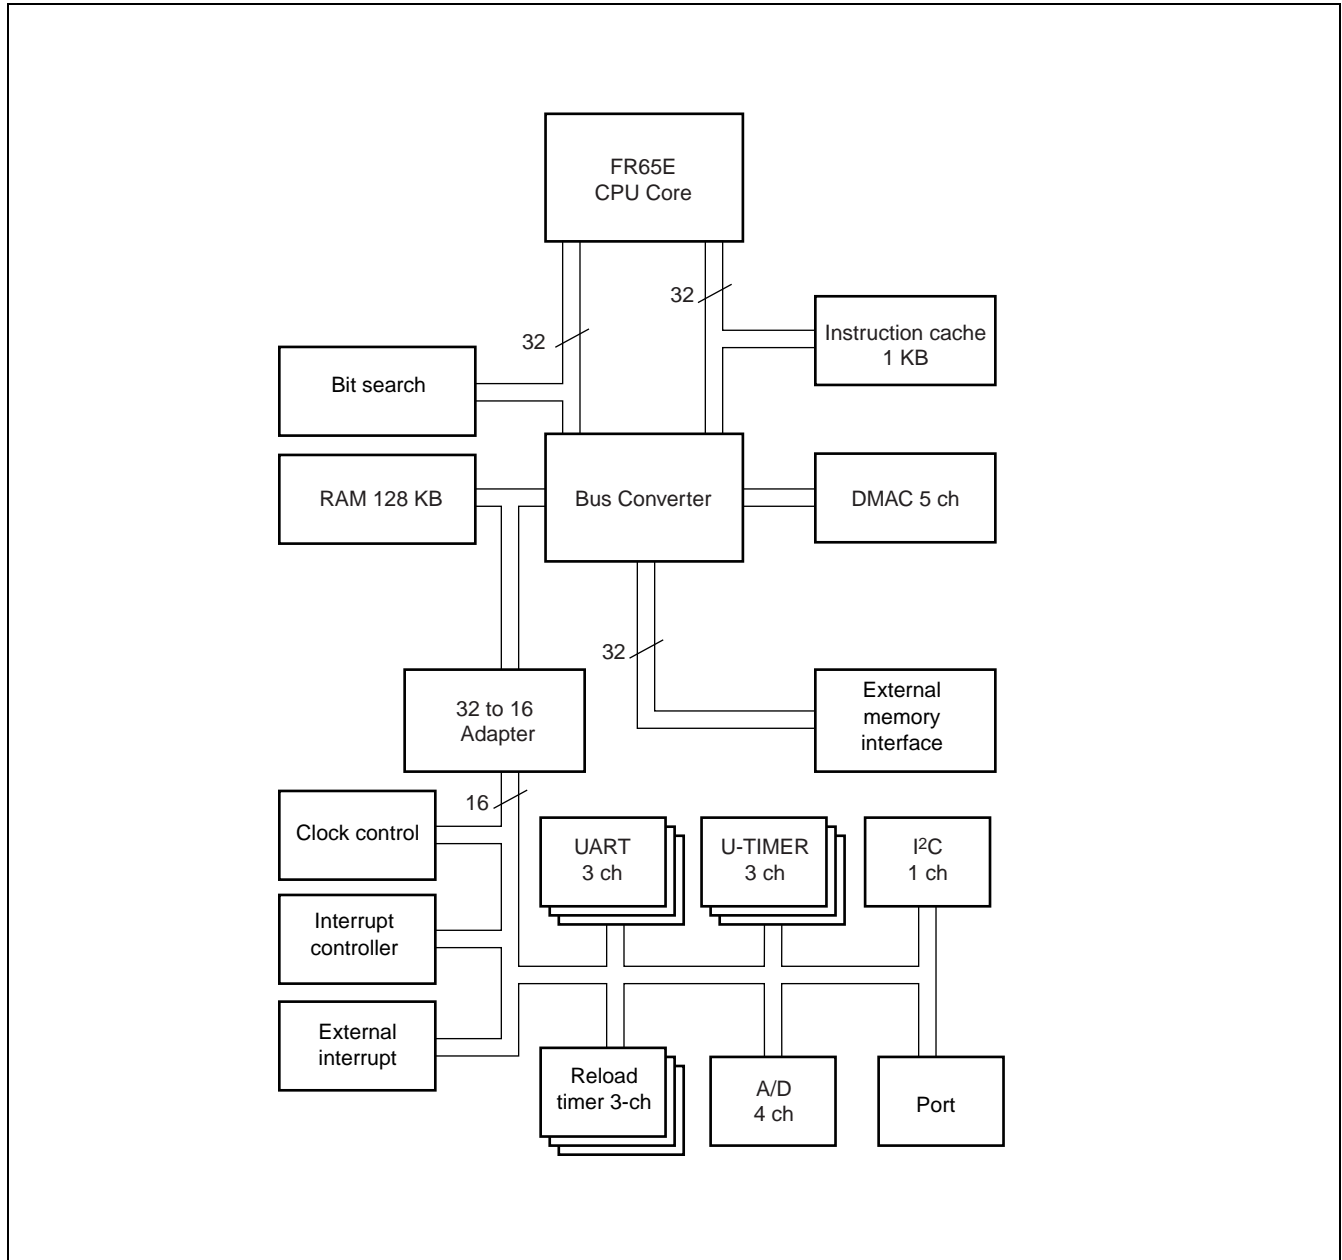 FR65E
CPU Core
32
32
Instruction cache
1 KB
Bit search
RAM 128 KB
Bus Converter
DMAC 5 ch
32
32 to 16
Adapter
External
memory
interface
16
Clock control
UART
3 ch
U-TIMER
3 ch
I²C
1 ch
Interrupt
controller
External
interrupt
Reload
timer 3-ch
A/D
4 ch
Port